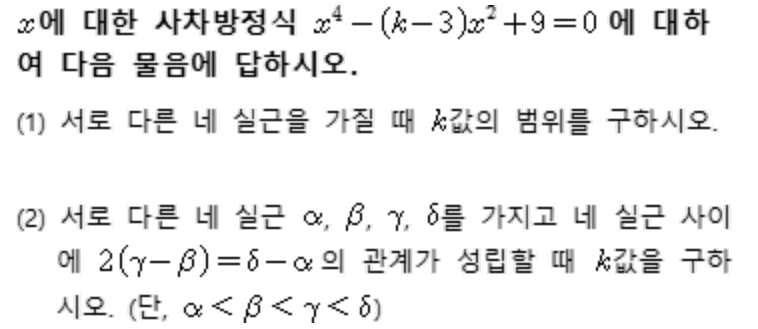 x에 대한 사차방정식 x⁴-(k-3)x²+9=0 에 대하
여 다음 물음에 답하시오.
(1) 서로 다른 네 실근을 가질 때 k값의 범위를 구하시오.
(2) 서로 다른 네 실근 α, β, γ, δ를 가지고 네 실근 사이
에 2(γ-β)=δ-α의 관계가 성립할 때 k값을 구하
시오. (단, α<β<γ<δ)